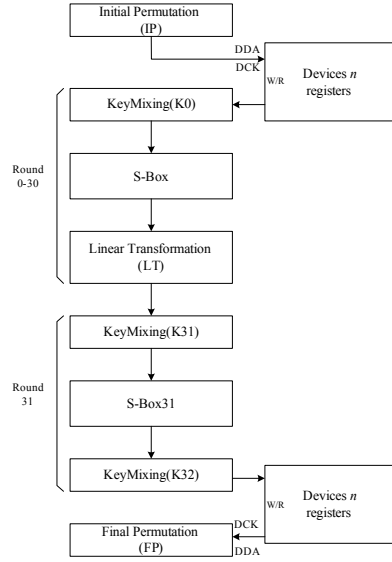 Initial Permutation
(IP)
DDA
DCK
Devices n
registers
W/R
KeyMixing(K0)
Round
0-30
S-Box
Linear Transformation
(LT)
KeyMixing(K31)
Round
31
S-Box31
KeyMixing(K32)
Devices n
registers
W/R
DCK
Final Permutation
(FP)
DDA